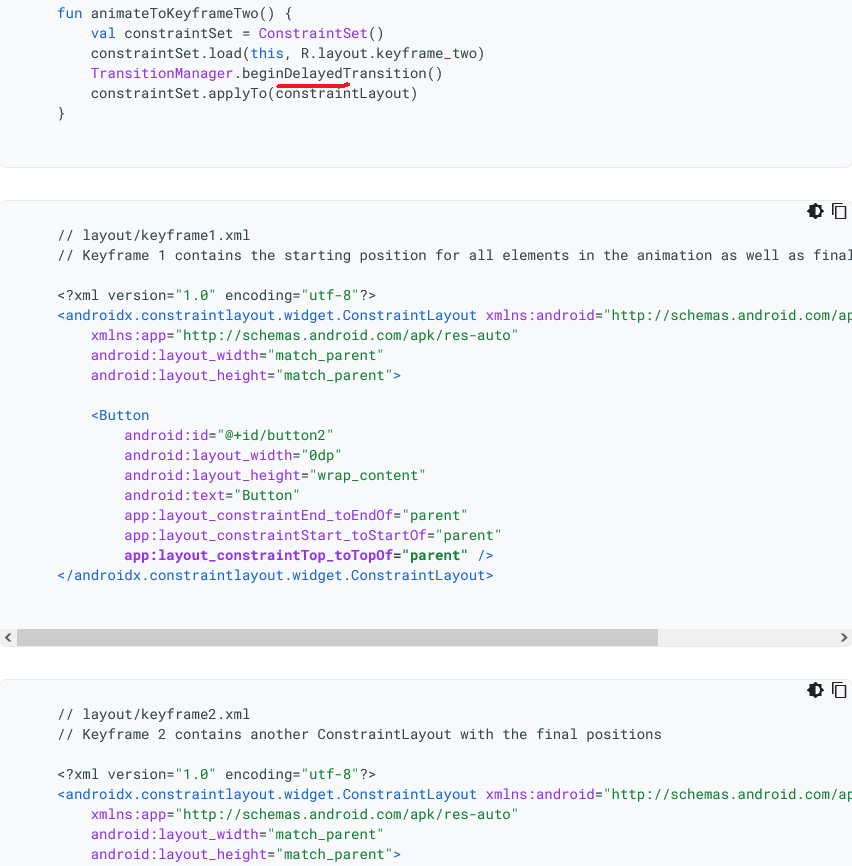 fun animateToKeyframeTwo() {
    val constraintSet = ConstraintSet()
    constraintSet.load(this, R.layout.keyframe_two)
    TransitionManager.beginDelayedTransition()
    constraintSet.applyTo(constraintLayout)
}
// layout/keyframe1.xml
// Keyframe 1 contains the starting position for all elements in the animation as well as final
<?xml version="1.0" encoding="utf-8"?>
<androidx.constraintlayout.widget.ConstraintLayout xmlns:android="http://schemas.android.com/ap
    xmlns:app="http://schemas.android.com/apk/res-auto"
    android:layout_width="match_parent"
    android:layout_height="match_parent">
    <Button
        android:id="@+id/button2"
        android:layout_width="0dp"
        android:layout_height="wrap_content"
        android:text="Button"
        app:layout_constraintEnd_toEndOf="parent"
        app:layout_constraintStart_toStartOf="parent"
        app:layout_constraintTop_toTopOf="parent" />
</androidx.constraintlayout.widget.ConstraintLayout>
// layout/keyframe2.xml
// Keyframe 2 contains another ConstraintLayout with the final positions
<?xml version="1.0" encoding="utf-8"?>
<androidx.constraintlayout.widget.ConstraintLayout xmlns:android="http://schemas.android.com/ap
    xmlns:app="http://schemas.android.com/apk/res-auto"
    android:layout_width="match_parent"
    android:layout_height="match_parent">